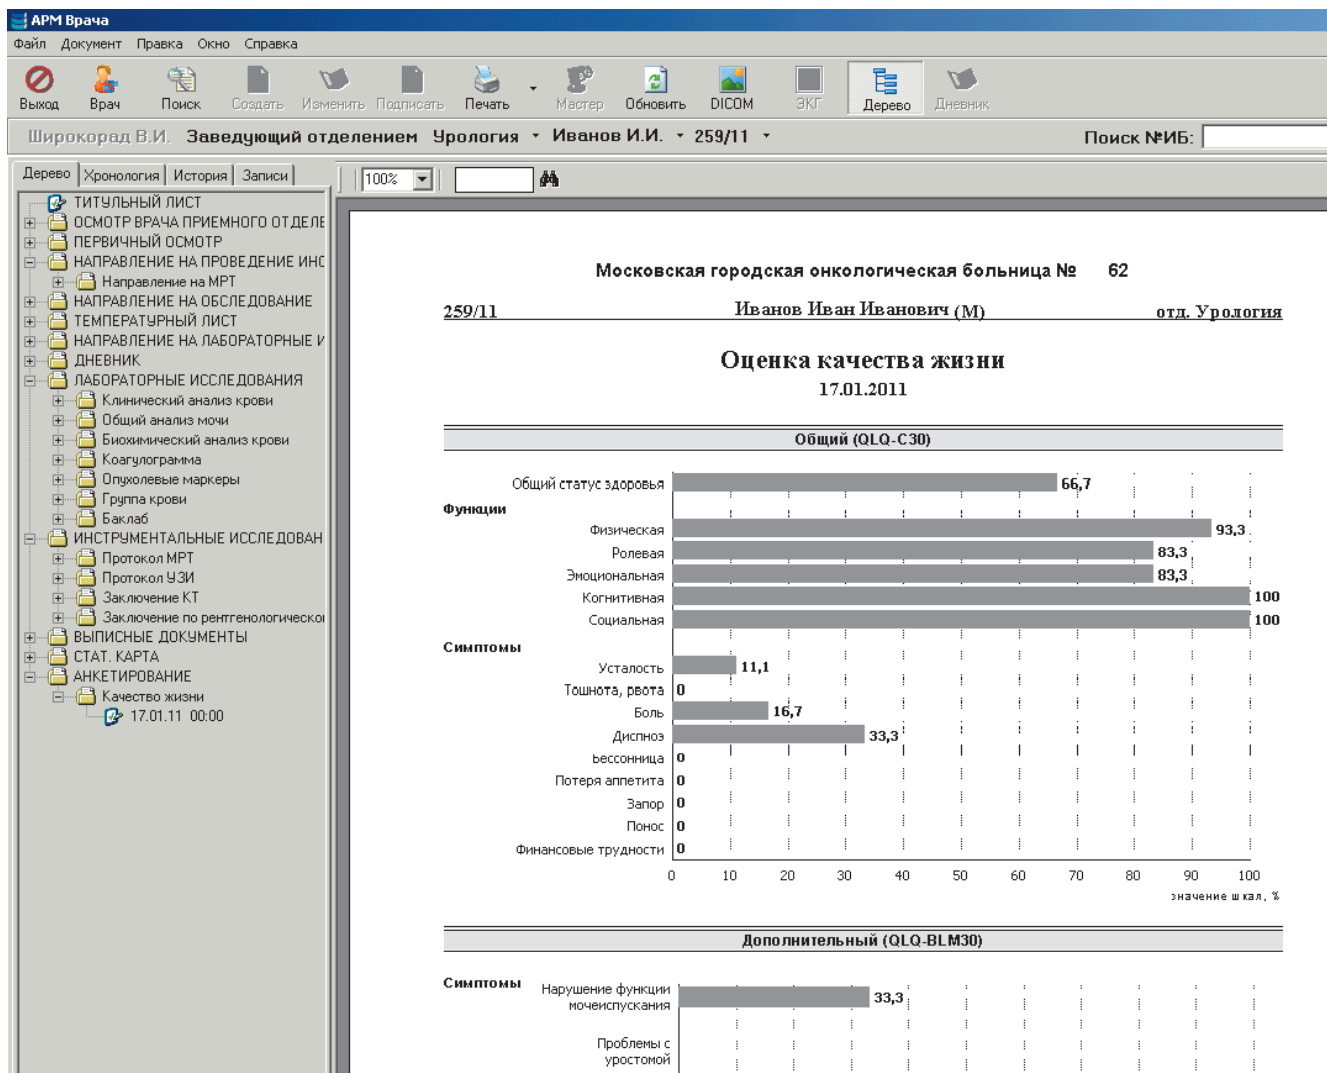 АРМ Врача
Файл Документ Правка Окно Справка
Выход Врач Поиск Создать Изменить Подписать Печать Мастер Обновить DICOM ЭКГ Дерево Дневник
Широкорад В.И. Заведующий отделением Урология Иванов И.И. 259/11 Поиск №ИБ:
Дерево Хронология История Записи
100%
ТИТУЛЬНЫЙ ЛИСТ
ОСМОТР ВРАЧА ПРИЕМНОГО ОТДЕЛЕ
ПЕРВИЧНЫЙ ОСМОТР
НАПРАВЛЕНИЕ НА ПРОВЕДЕНИЕ ИНС
Направление на МРТ
НАПРАВЛЕНИЕ НА ОБСЛЕДОВАНИЕ
ТЕМПЕРАТУРНЫЙ ЛИСТ
НАПРАВЛЕНИЕ НА ЛАБОРАТОРНЫЕ И
ДНЕВНИК
ЛАБОРАТОРНЫЕ ИССЛЕДОВАНИЯ
Клинический анализ крови
Общий анализ мочи
Биохимический анализ крови
Коагулограмма
Опухолевые маркеры
Группа крови
Баклаб
ИНСТРУМЕНТАЛЬНЫЕ ИССЛЕДОВАН
Протокол МРТ
Протокол УЗИ
Заключение КТ
Заключение по рентгенологическо
ВЫПИСНЫЕ ДОКУМЕНТЫ
СТАТ. КАРТА
АНКЕТИРОВАНИЕ
Качество жизни
17.01.11 00:00
Московская городская онкологическая больница № 62
259/11 Иванов Иван Иванович (М) отд. Урология
Оценка качества жизни
17.01.2011
Общий (QLQ-C30)
Общий статус здоровья 66,7
Функции
Физическая 93,3
Ролевая 83,3
Эмоциональная 83,3
Когнитивная 100
Социальная 100
Симптомы
Усталость 11,1
Тошнота, рвота 0
Боль 16,7
Диспноэ 33,3
Бессонница 0
Потеря аппетита 0
Запор 0
Понос 0
Финансовые трудности 0
0 10 20 30 40 50 60 70 80 90 100
значение шкал, %
Дополнительный (QLQ-BLM30)
Симптомы
Нарушение функции
мочеиспускания 33,3
Проблемы с
уростомой